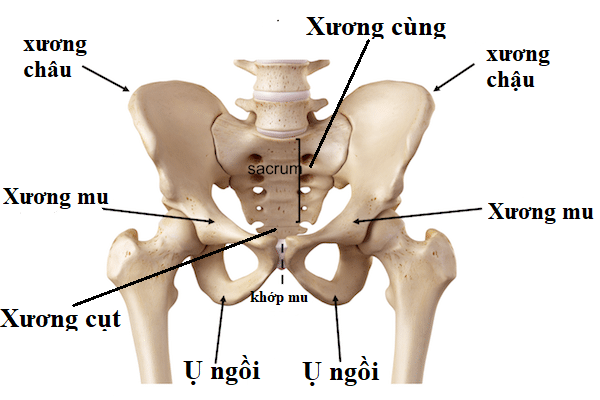 Xương cùng
xương
châu
xương
chậu
sacrum
Xương mu
Xương mu
khớp mu
Xương cụt
Ụ ngồi
Ụ ngồi